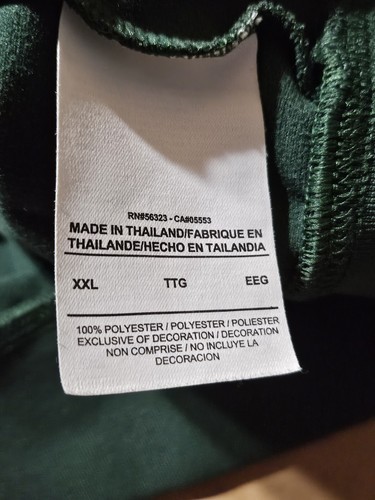 RN#56323 - CA#05553
MADE IN THAILAND/FABRIQUE EN
THAILANDE/HECHO EN TAILANDIA
XXL TTG EEG
100% POLYESTER / POLYESTER / POLIESTER
EXCLUSIVE OF DECORATION / DECORATION
NON COMPRISE / NO INCLUYE LA
DECORACION